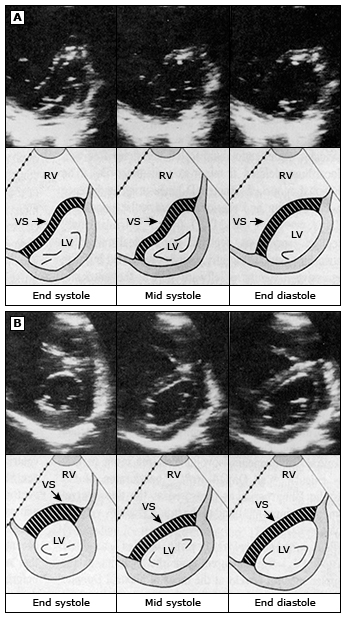 A
RV
RV
RV
VS
VS
VS
LV
LV
LV
End systole
Mid systole
End diastole
B
RV
RV
RV
VS
VS
VS
LV
LV
LV
End systole
Mid systole
End diastole